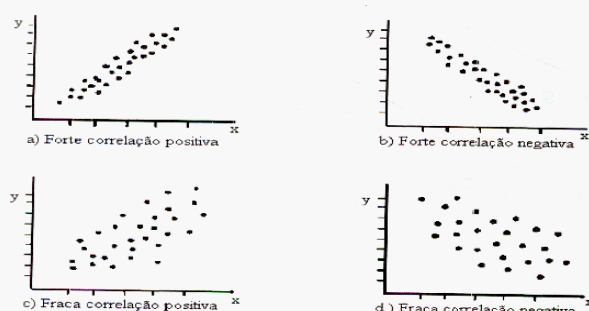 y
x
a) Forte correlação positiva
y
x
b) Forte correlação negativa
y
x
c) Fraca correlação positiva
y
x
d) Fraca correlação negativa